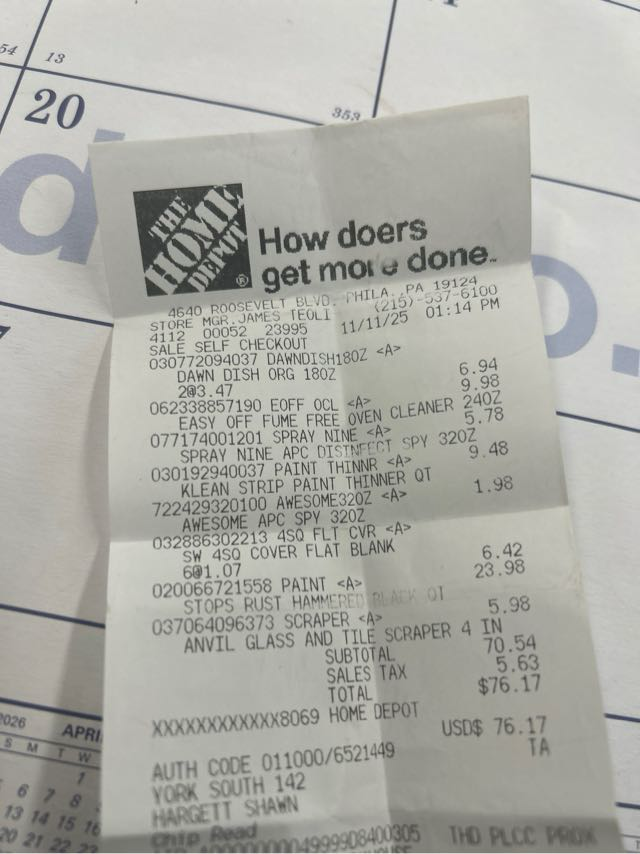 54
13
20
353
THE
HOME
DEPOT
®
How doers
get more done™
4640 ROOSEVELT BLVD. PHILA., PA 19124
STORE MGR.JAMES TEOLI (215)-537-6100
4112 00052 23995 11/11/25 01:14 PM
SALE SELF CHECKOUT
030772094037 DAWNDISH18OZ <A>
DAWN DISH ORG 18OZ
2@3.47 6.94
062338857190 EOFF OCL <A> 9.98
EASY OFF FUME FREE OVEN CLEANER 24OZ
077174001201 SPRAY NINE <A> 5.78
SPRAY NINE APC DISINFECT SPY 32OZ
030192940037 PAINT THINNR <A> 9.48
KLEAN STRIP PAINT THINNER QT
722429320100 AWESOME32OZ <A> 1.98
AWESOME APC SPY 32OZ
032886302213 4SQ FLT CVR <A>
SW 4SQ COVER FLAT BLANK
6@1.07 6.42
020066721558 PAINT <A> 23.98
STOPS RUST HAMMERED BLACK QT
037064096373 SCRAPER <A> 5.98
ANVIL GLASS AND TILE SCRAPER 4 IN
SUBTOTAL 70.54
SALES TAX 5.63
TOTAL $76.17
XXXXXXXXXXXX8069 HOME DEPOT
USD$ 76.17
AUTH CODE 011000/6521449 TA
YORK SOUTH 142
HARGETT SHAWN
Chip Read
THD PLCC PROX
2026 APRI
S M T W
1
6 7 8
13 14 15 16
20 21 22 23